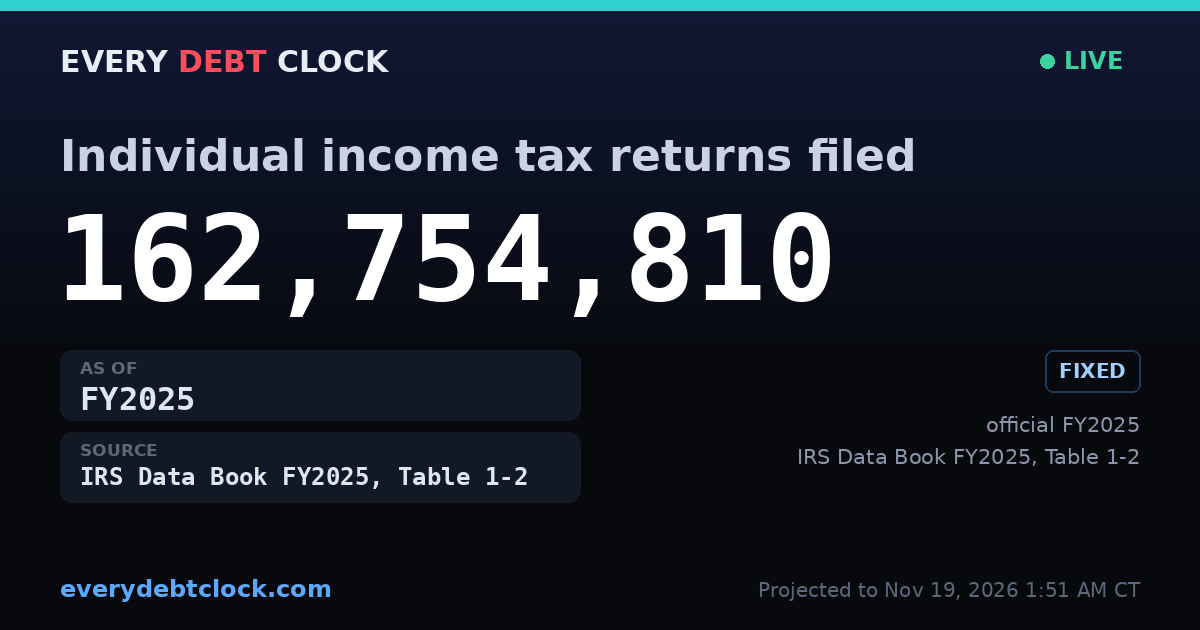 EVERY DEBT CLOCK
LIVE
Individual income tax returns filed
162,754,810
AS OF
FY2025
SOURCE
IRS Data Book FY2025, Table 1-2
FIXED
official FY2025
IRS Data Book FY2025, Table 1-2
everydebtclock.com
Projected to Nov 19, 2026 1:51 AM CT